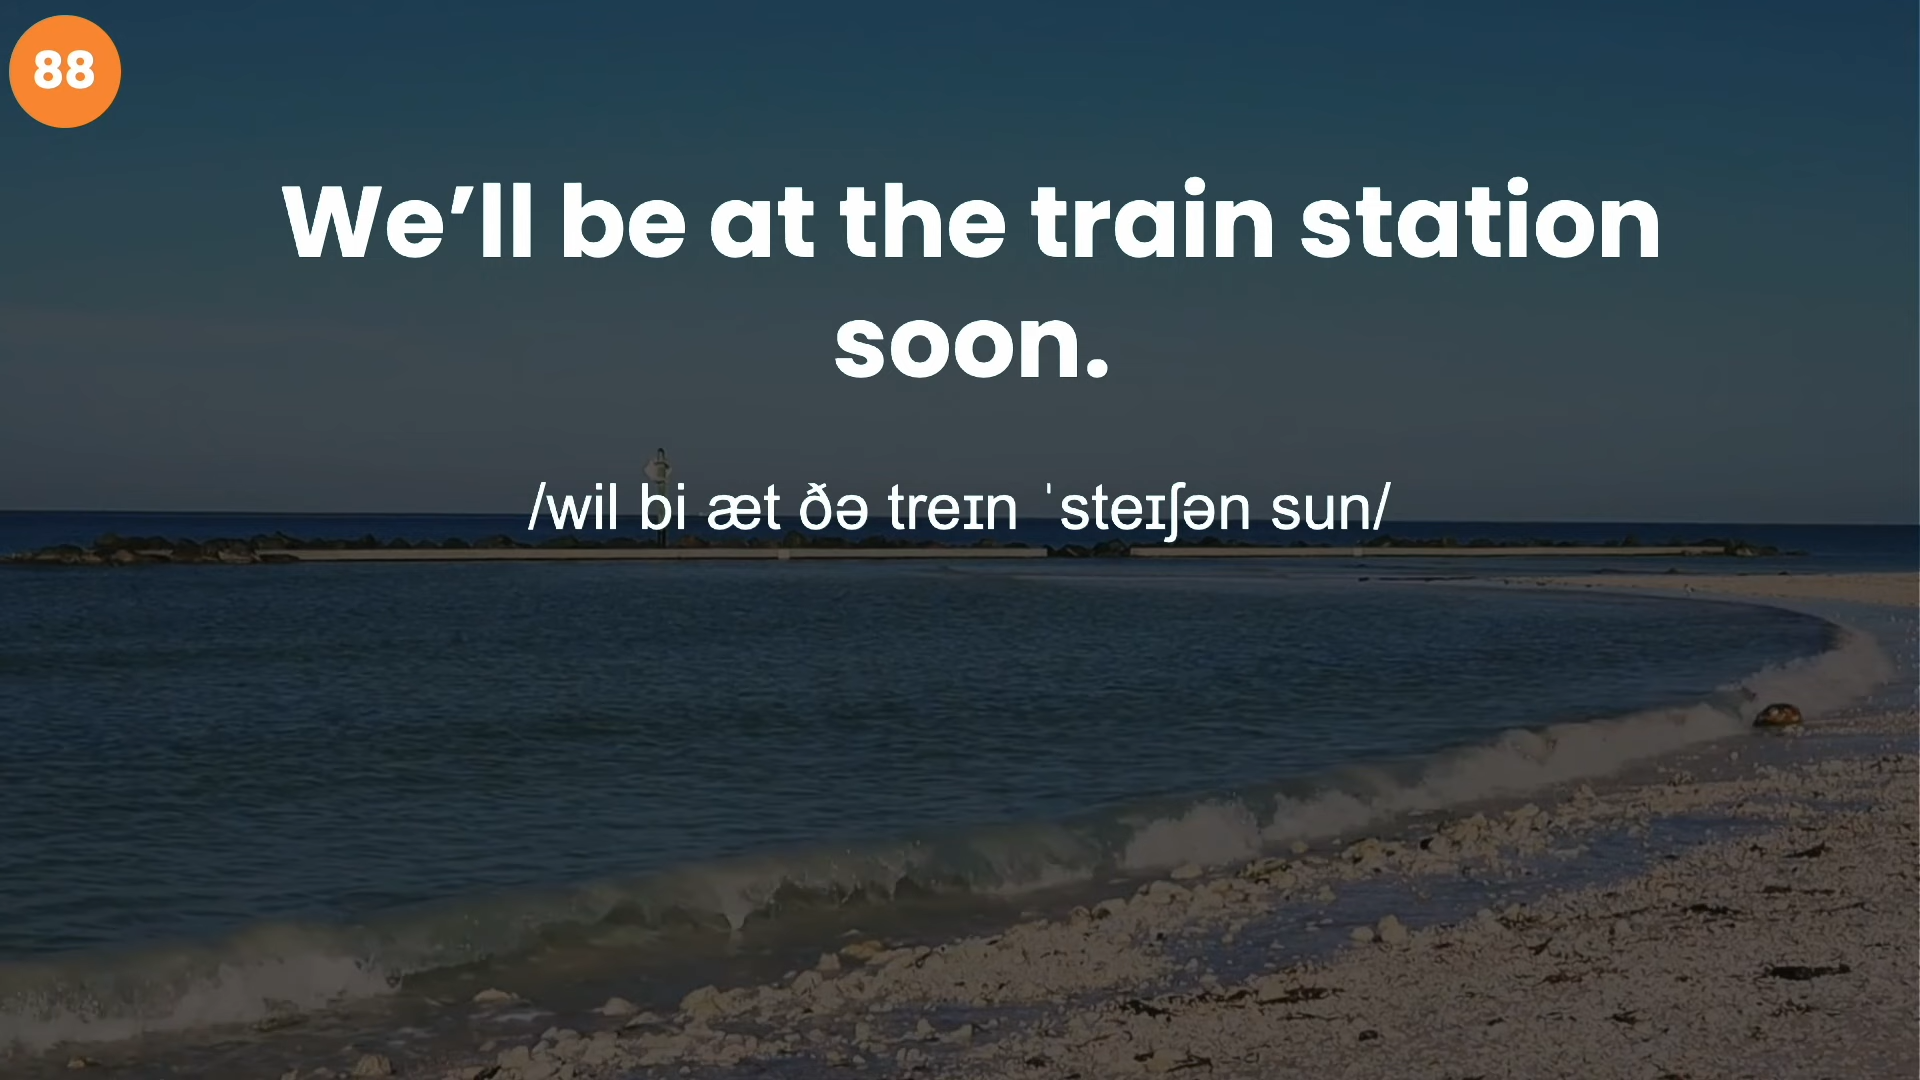 88
We’ll be at the train station
soon.
/wil bi æt ðə treɪn ˈsteɪʃən sun/